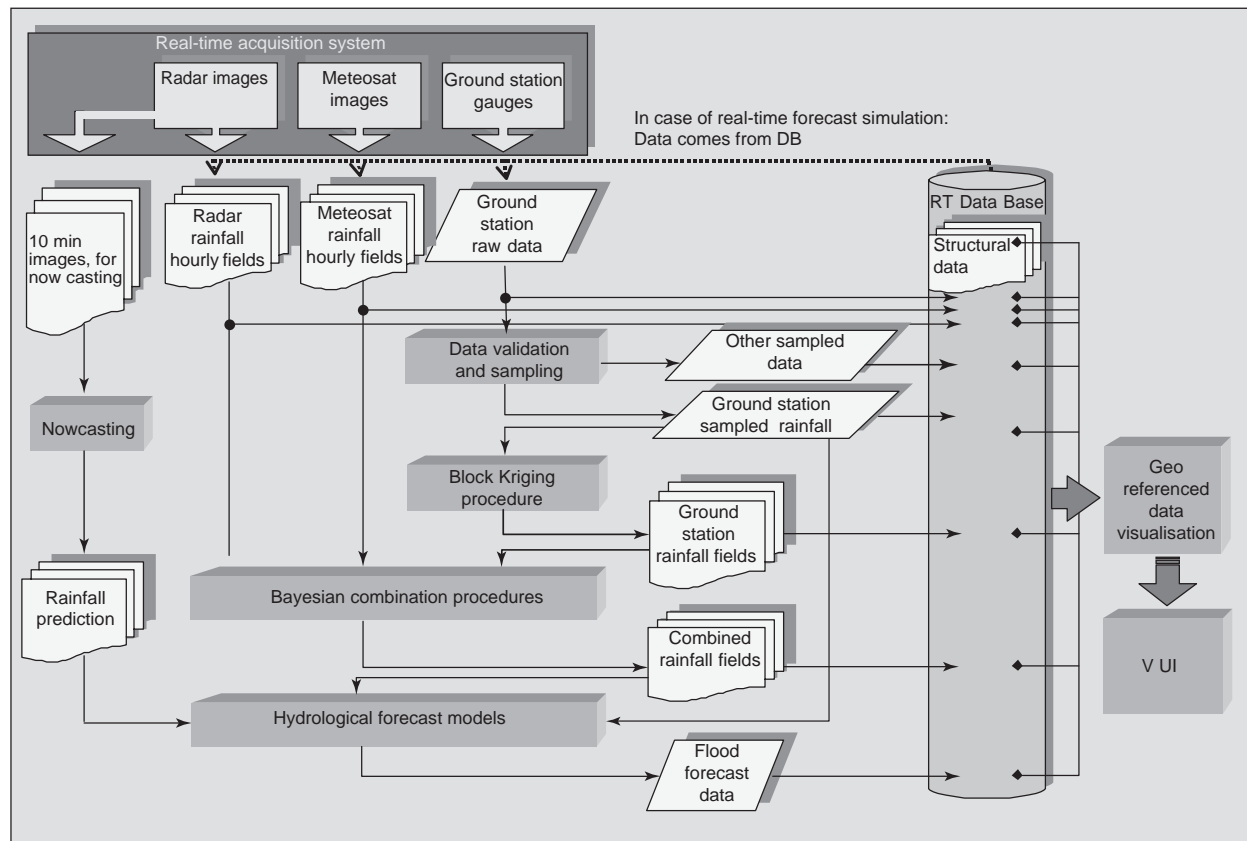 Real-time acquisition system
Radar images
Meteosat
images
Ground station
gauges
In case of real-time forecast simulation:
Data comes from DB
10 min
images, for
now casting
Radar
rainfall
hourly fields
Meteosat
rainfall
hourly fields
Ground
station
raw data
RT Data Base
Structural
data
Data validation
and sampling
Other sampled
data
Ground station
sampled rainfall
Nowcasting
Block Kriging
procedure
Geo
referenced
data
visualisation
Ground
station
rainfall fields
Rainfall
prediction
Bayesian combination procedures
Combined
rainfall fields
V UI
Hydrological forecast models
Flood
forecast
data